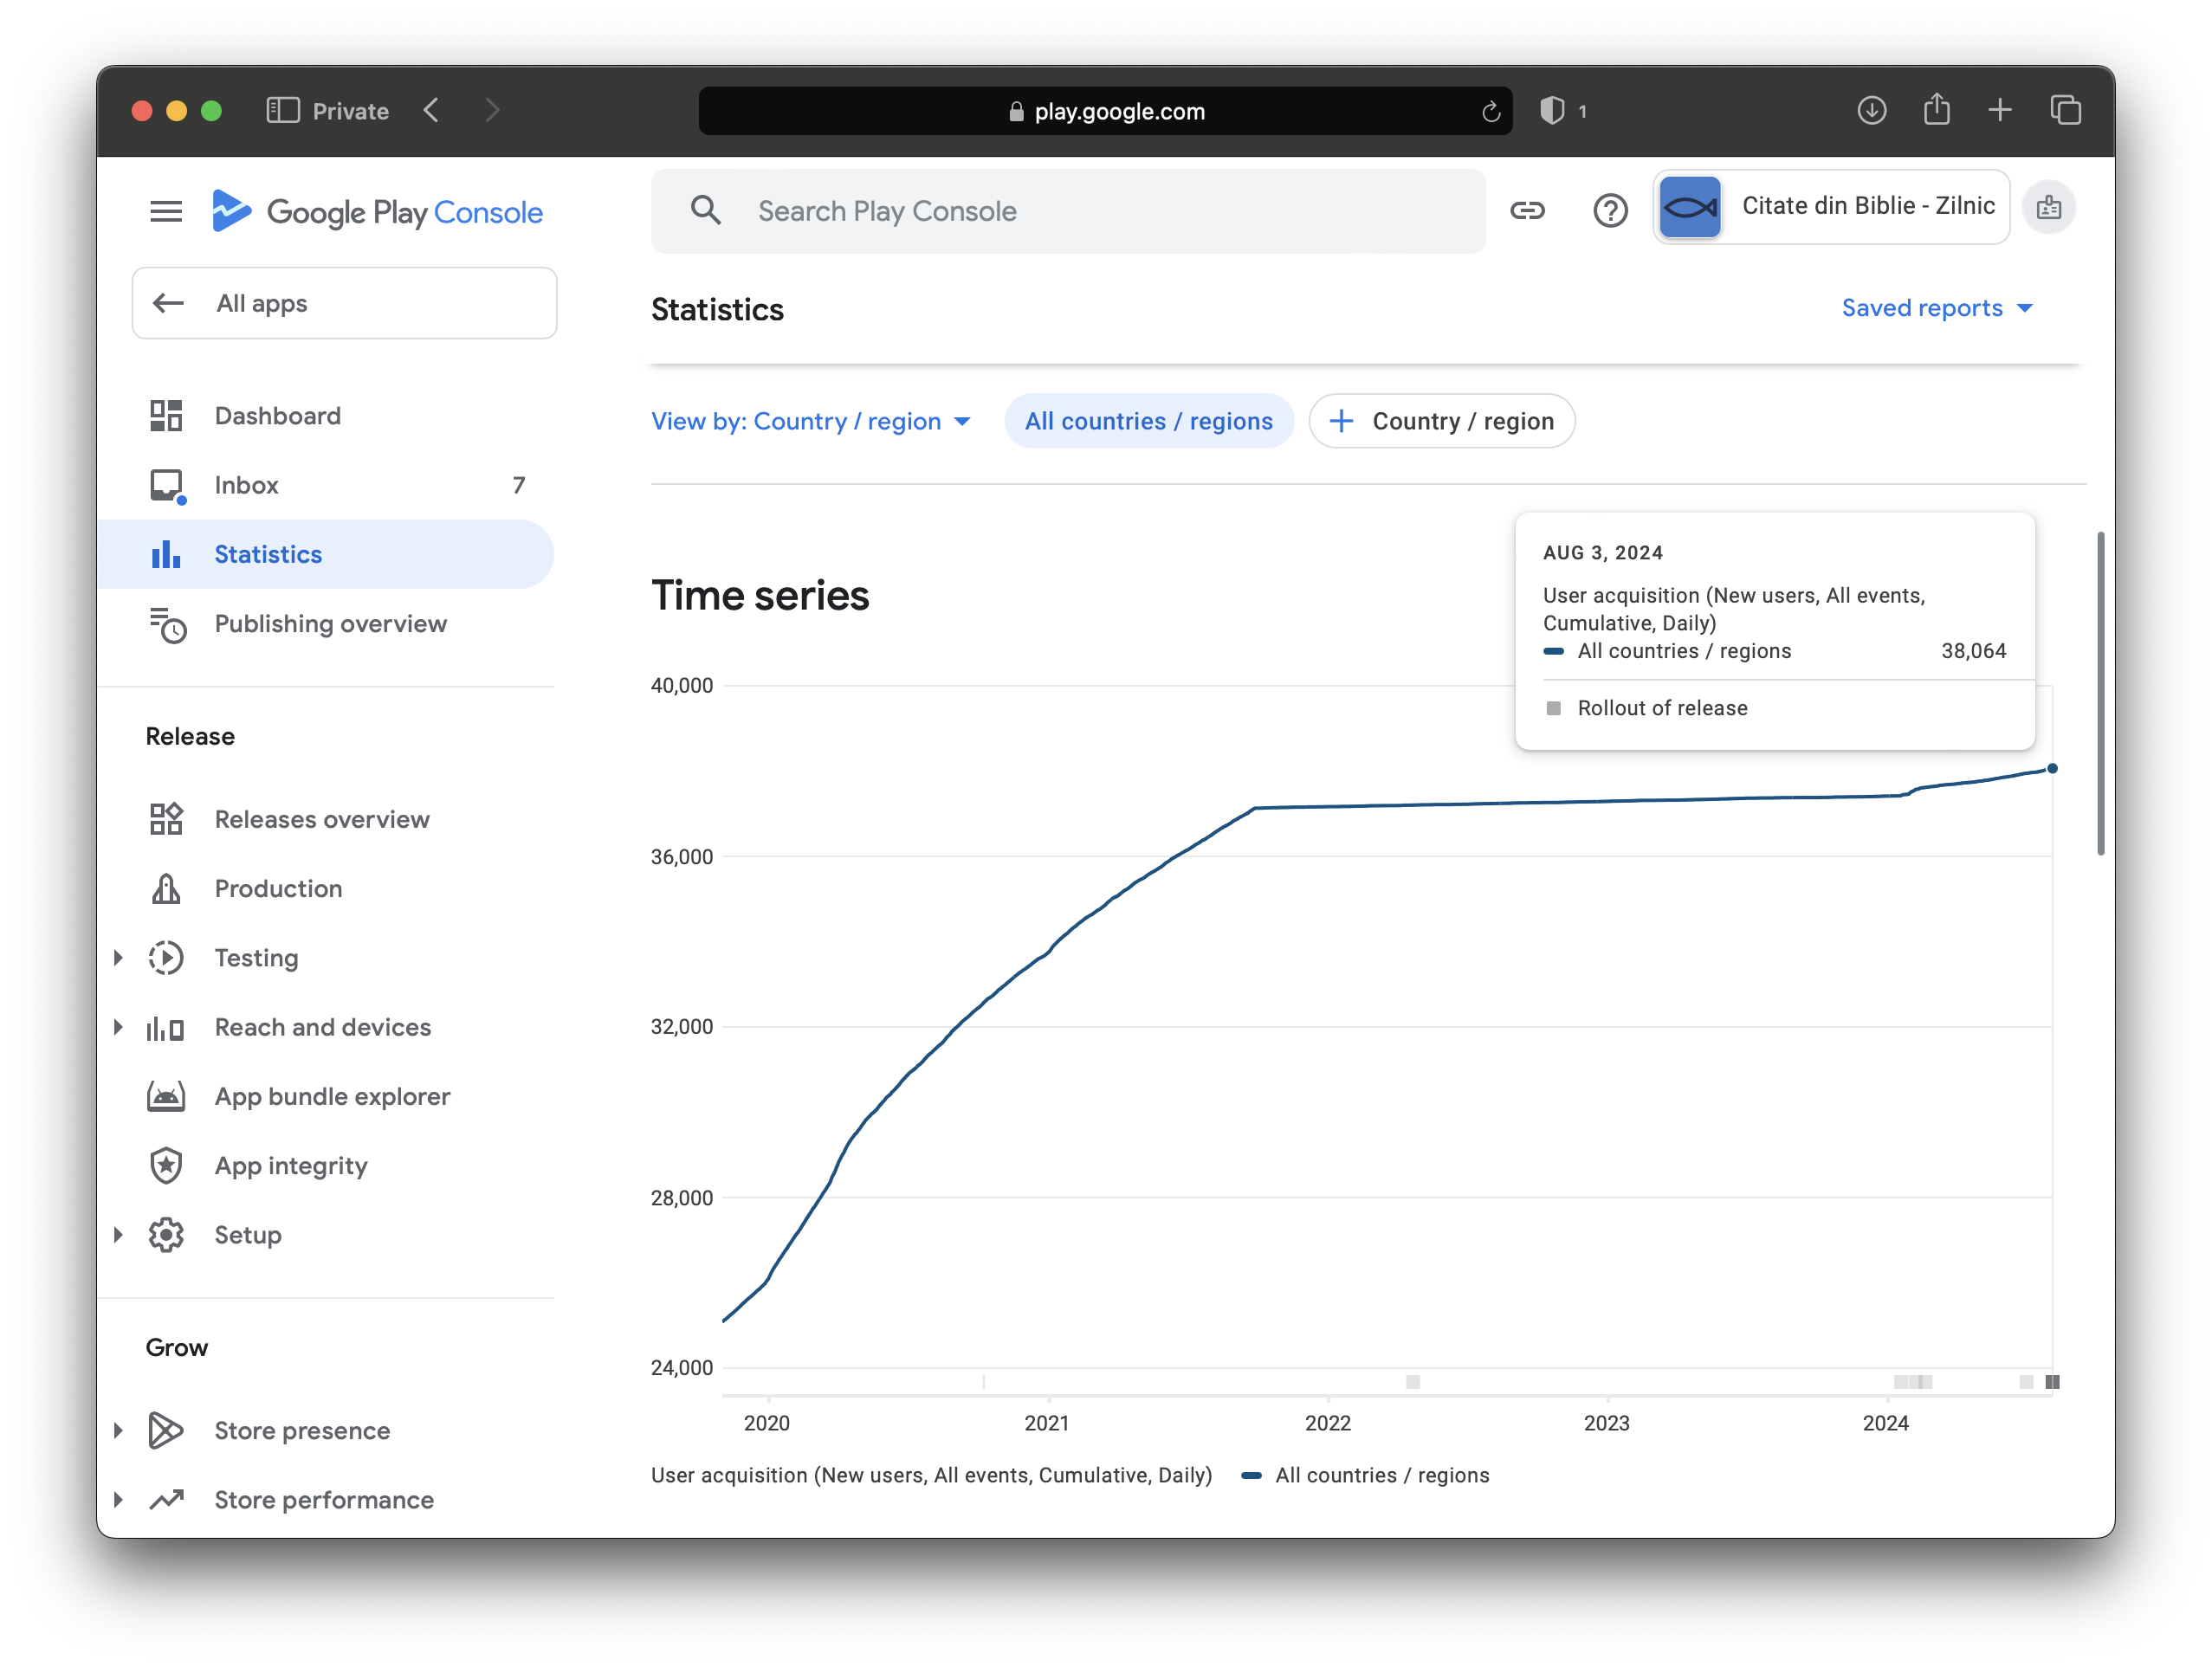 Private
play.google.com
1
Google Play Console
Search Play Console
Citate din Biblie - Zilnic
All apps
Dashboard
Inbox 7
Statistics
Publishing overview
Release
Releases overview
Production
Testing
Reach and devices
App bundle explorer
App integrity
Setup
Grow
Store presence
Store performance
Statistics
Saved reports
View by: Country / region
All countries / regions
Country / region
Time series
AUG 3, 2024
User acquisition (New users, All events,
Cumulative, Daily)
All countries / regions 38,064
Rollout of release
40,000
36,000
32,000
28,000
24,000
2020 2021 2022 2023 2024
User acquisition (New users, All events, Cumulative, Daily) All countries / regions